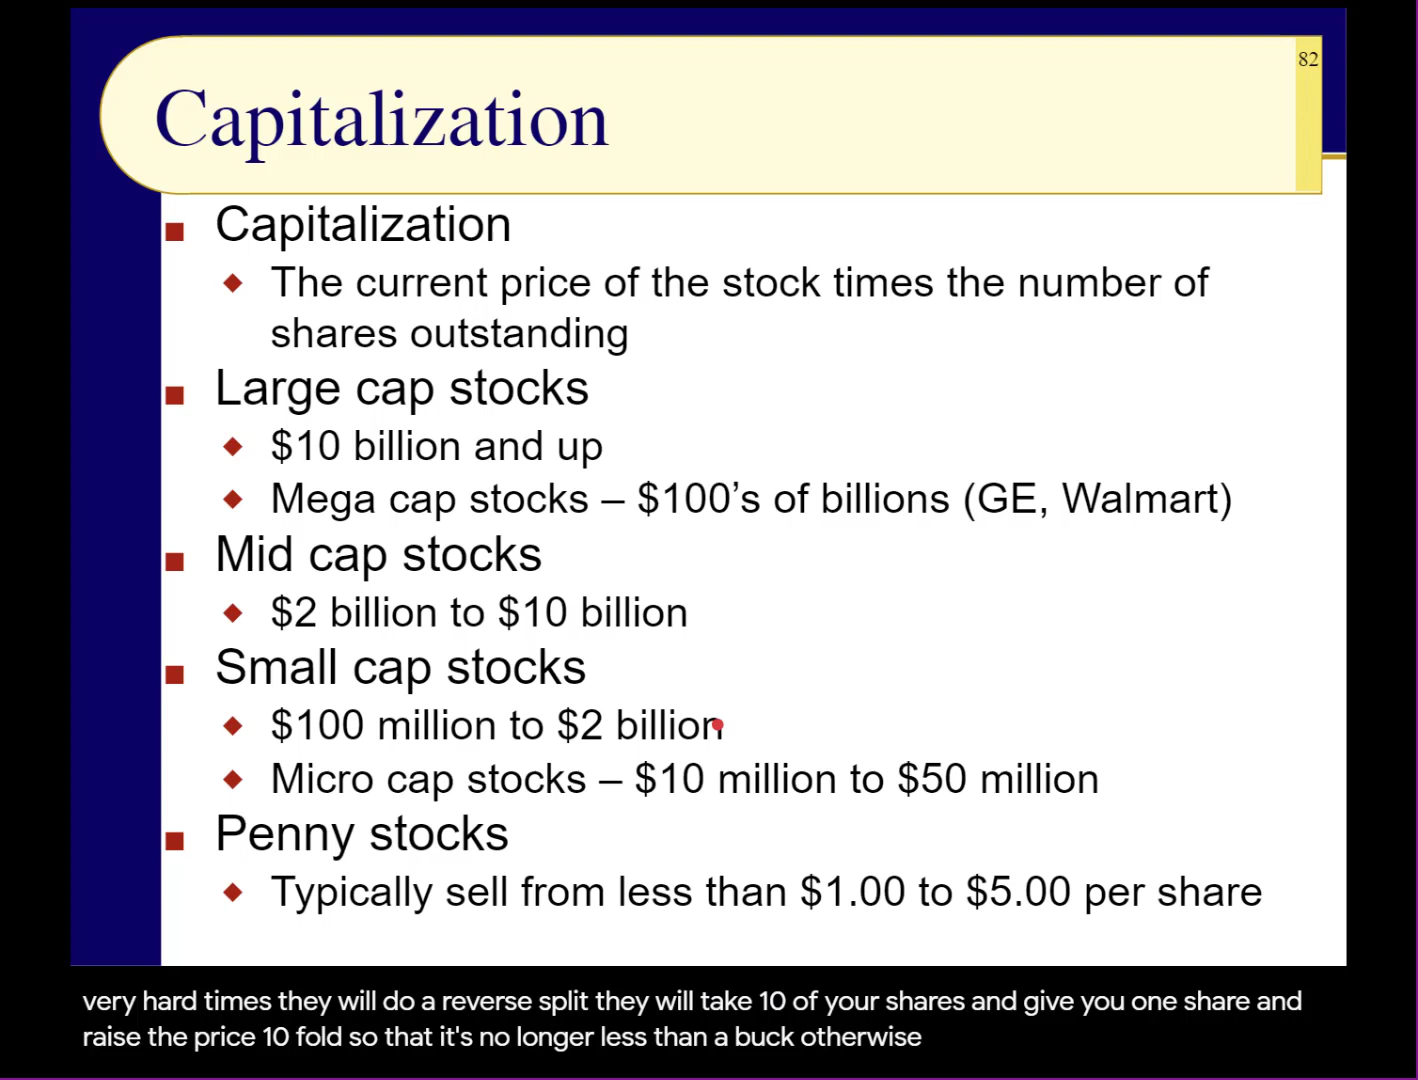 82
Capitalization
Capitalization
The current price of the stock times the number of
shares outstanding
Large cap stocks
$10 billion and up
Mega cap stocks – $100’s of billions (GE, Walmart)
Mid cap stocks
$2 billion to $10 billion
Small cap stocks
$100 million to $2 billion
Micro cap stocks – $10 million to $50 million
Penny stocks
Typically sell from less than $1.00 to $5.00 per share
very hard times they will do a reverse split they will take 10 of your shares and give you one share and
raise the price 10 fold so that it's no longer less than a buck otherwise